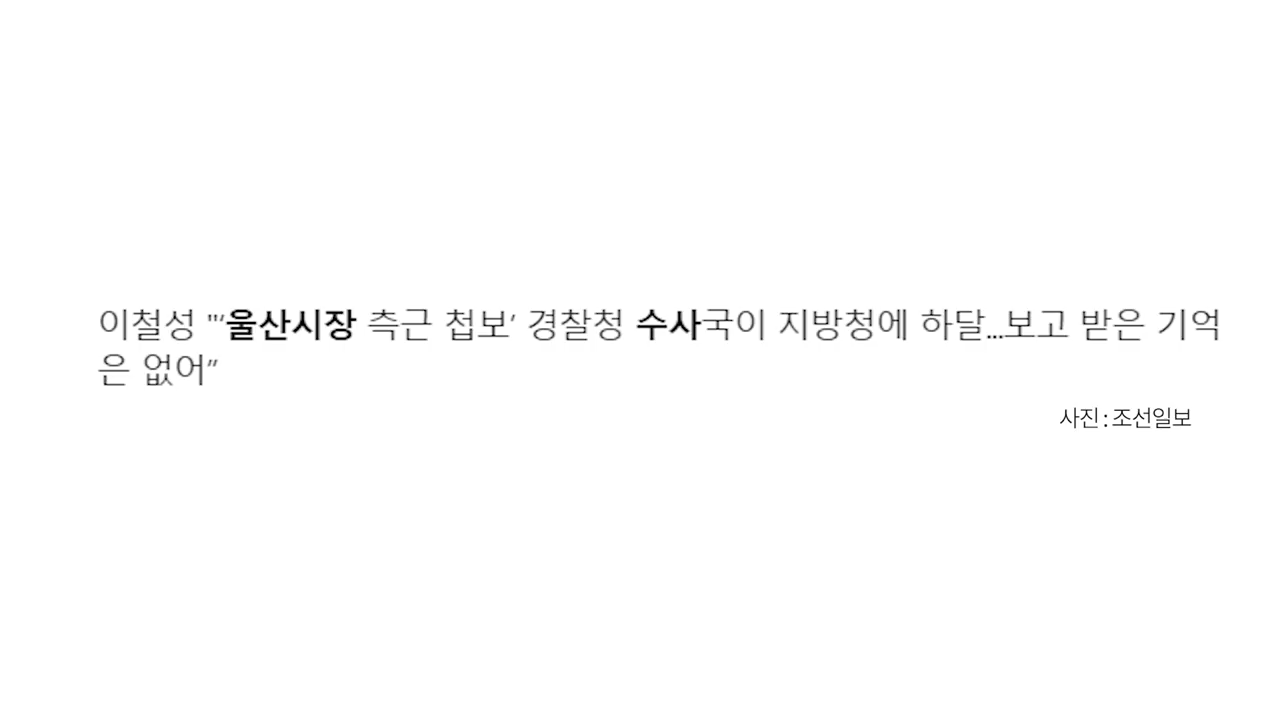 이철성 "'울산시장 측근 첩보' 경찰청 수사국이 지방청에 하달...보고 받은 기억
은 없어"
사진 : 조선일보